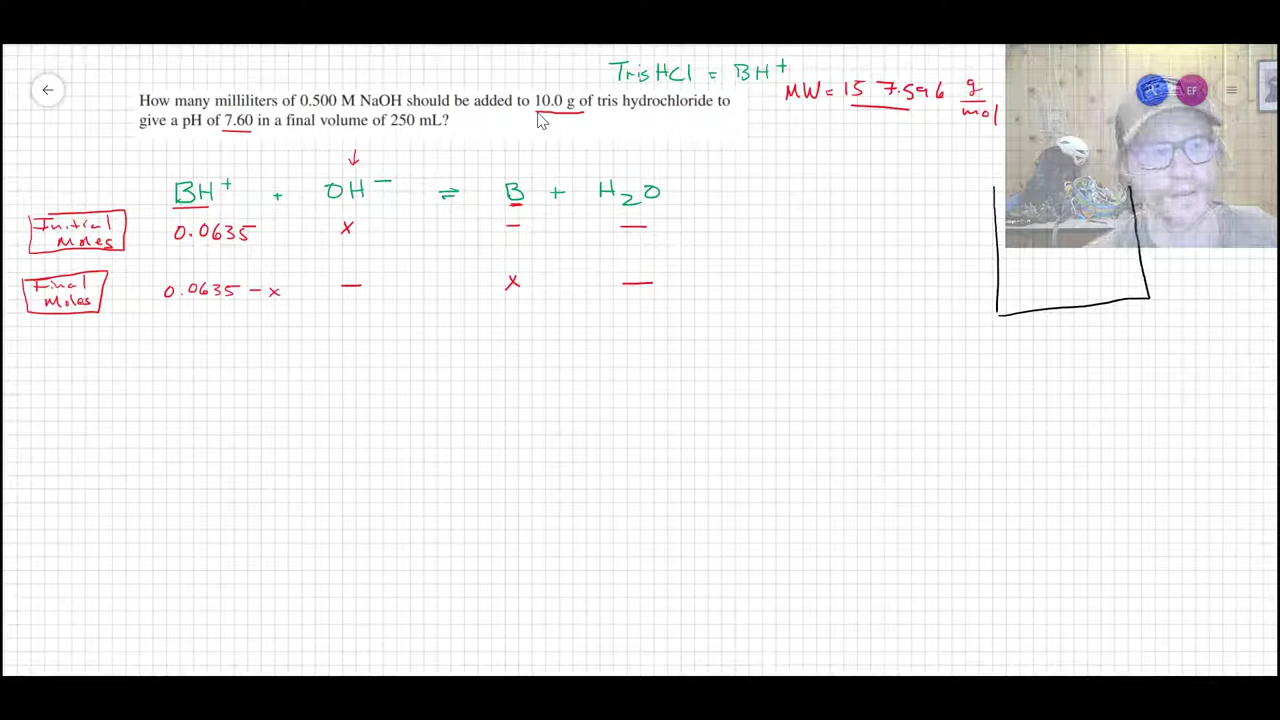 TrisHCl = BH+
MW = 157.596 g/mol
How many milliliters of 0.500 M NaOH should be added to 10.0 g of tris hydrochloride to
give a pH of 7.60 in a final volume of 250 mL?
↓
BH+ + OH− ⇌ B + H2O
Initial Moles 0.0635 x − —
Final Moles 0.0635 − x — x —
EF